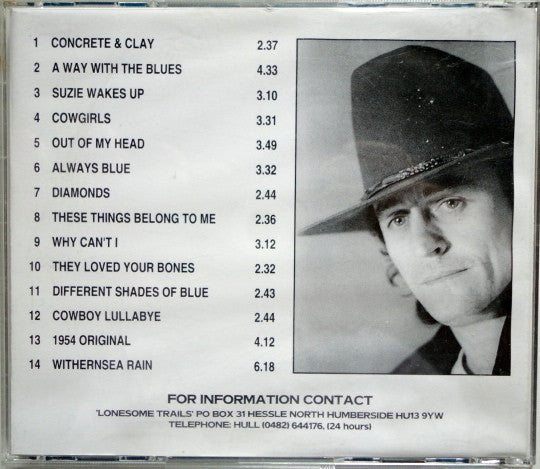 1 CONCRETE & CLAY 2.37
2 A WAY WITH THE BLUES 4.33
3 SUZIE WAKES UP 3.10
4 COWGIRLS 3.31
5 OUT OF MY HEAD 3.49
6 ALWAYS BLUE 3.32
7 DIAMONDS 2.44
8 THESE THINGS BELONG TO ME 2.36
9 WHY CAN'T I 3.12
10 THEY LOVED YOUR BONES 2.32
11 DIFFERENT SHADES OF BLUE 2.43
12 COWBOY LULLABYE 2.44
13 1954 ORIGINAL 4.12
14 WITHERNSEA RAIN 6.18
FOR INFORMATION CONTACT
'LONESOME TRAILS' PO BOX 31 HESSLE NORTH HUMBERSIDE HU13 9YW
TELEPHONE: HULL (0482) 644176, (24 hours)